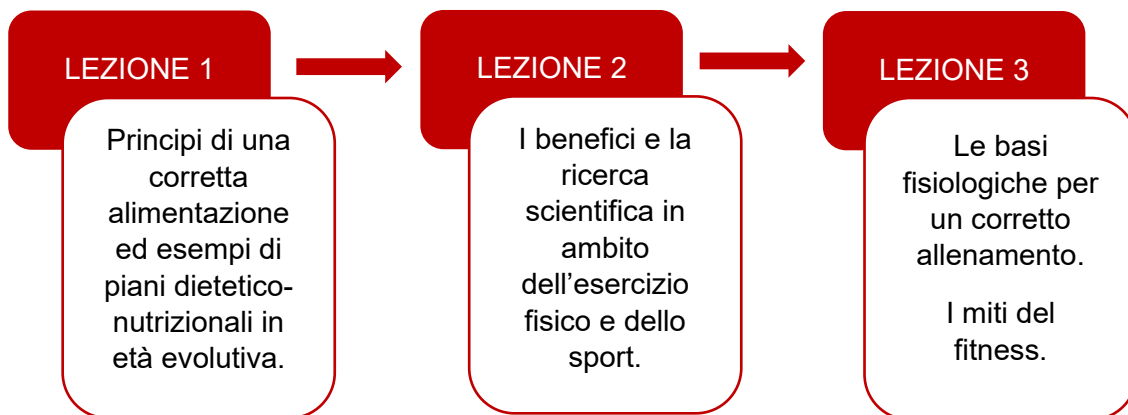 LEZIONE 1
Principi di una
corretta
alimentazione
ed esempi di
piani dietetico-
nutrizionali in
età evolutiva.
LEZIONE 2
I benefici e la
ricerca
scientifica in
ambito
dell’esercizio
fisico e dello
sport.
LEZIONE 3
Le basi
fisiologiche per
un corretto
allenamento.
I miti del
fitness.